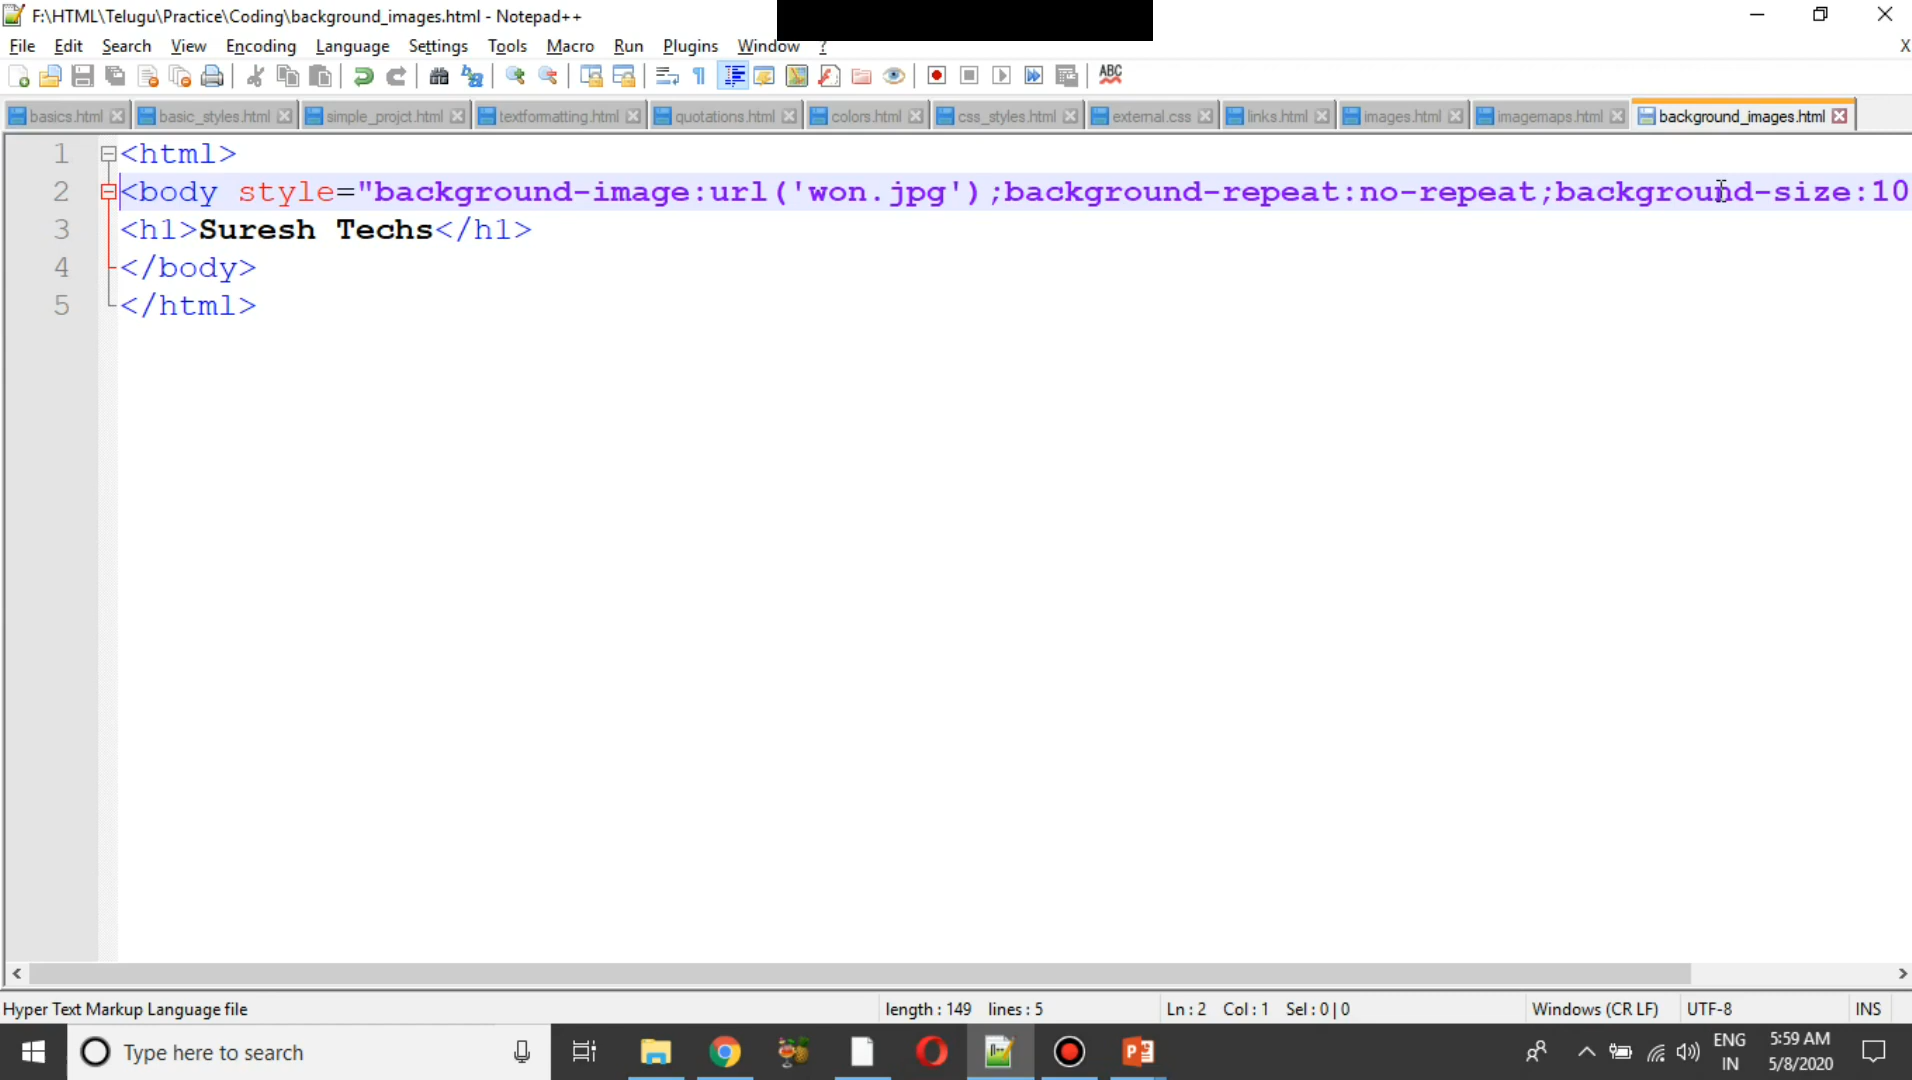 F:\HTML\Telugu\Practice\Coding\background_images.html - Notepad++
File Edit Search View Encoding Language Settings Tools Macro Run Plugins Window ? X
ABC
basics.html basic_styles.html simple_projct.html textformatting.html quotations.html colors.html css_styles.html external.css links.html images.html imagemaps.html background_images.html
1 <html>
2 <body style="background-image:url('won.jpg');background-repeat:no-repeat;background-size:10
3 <h1>Suresh Techs</h1>
4 </body>
5 </html>
Hyper Text Markup Language file length : 149 lines : 5 Ln : 2 Col : 1 Sel : 0 | 0 Windows (CR LF) UTF-8 INS
Type here to search ENG 5:59 AM
IN 5/8/2020